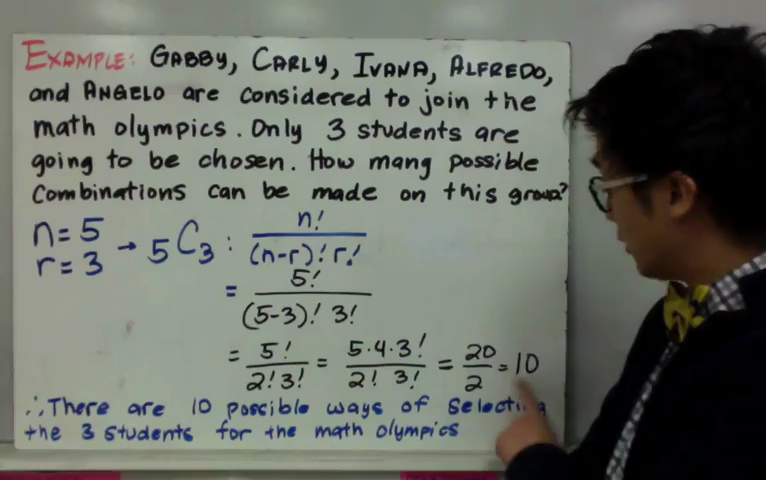 EXAMPLE: GABBY, CARLY, IVANA, ALFREDO,
and ANGELO are considered to join the
math olympics. Only 3 students are
going to be chosen. How many possible
combinations can be made on this group?
n=5
r=3 → 5C3 : n! / (n-r)! r!
= 5! / (5-3)! 3!
= 5! / 2! 3! = 5·4·3! / 2! 3! = 20/2 = 10
∴ There are 10 possible ways of selecting
the 3 students for the math olympics